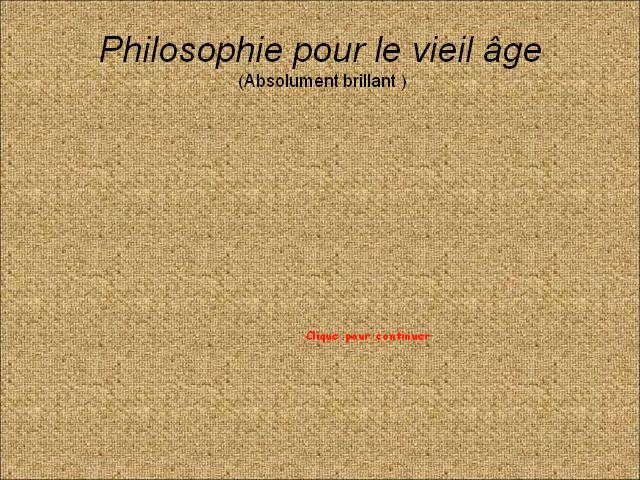 Philosophie pour le vieil âge
(Absolument brillant )
Clique pour continuer